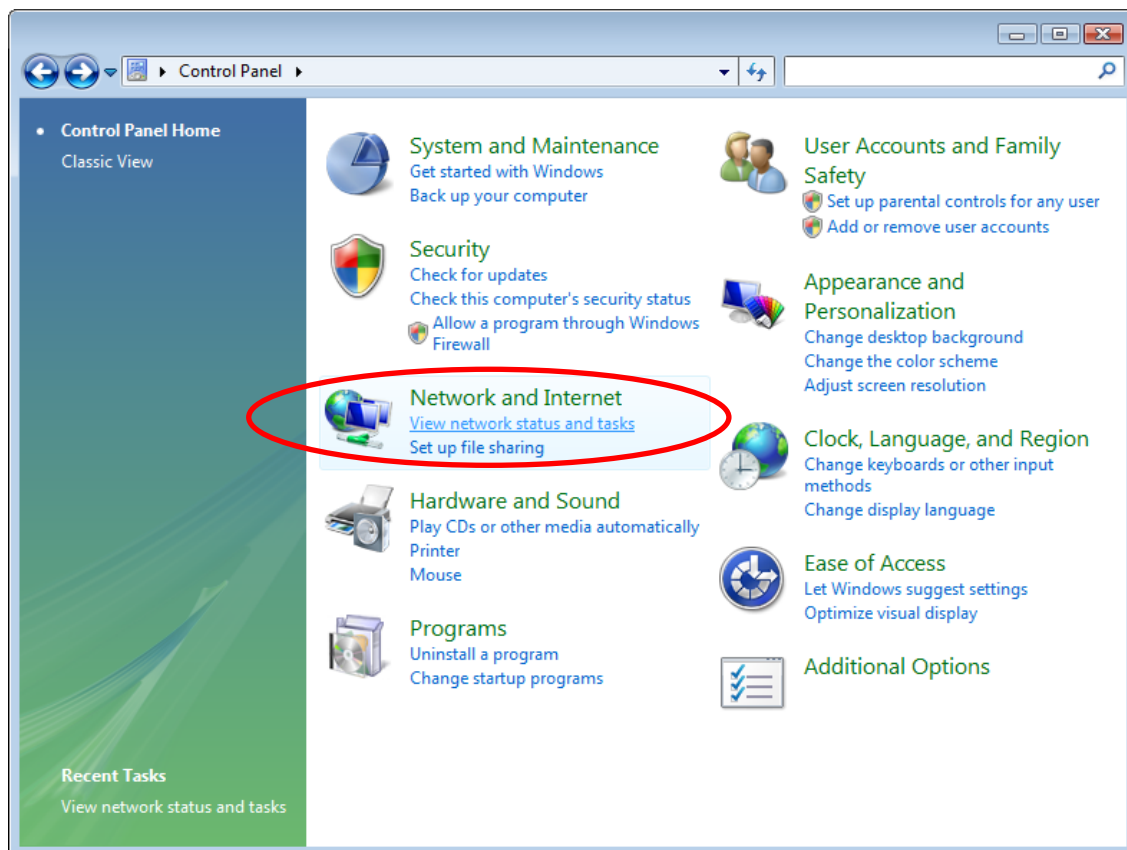 Control Panel
Control Panel Home
Classic View
System and Maintenance
Get started with Windows
Back up your computer
Security
Check for updates
Check this computer's security status
Allow a program through Windows
Firewall
Network and Internet
View network status and tasks
Set up file sharing
Hardware and Sound
Play CDs or other media automatically
Printer
Mouse
Programs
Uninstall a program
Change startup programs
User Accounts and Family
Safety
Set up parental controls for any user
Add or remove user accounts
Appearance and
Personalization
Change desktop background
Change the color scheme
Adjust screen resolution
Clock, Language, and Region
Change keyboards or other input
methods
Change display language
Ease of Access
Let Windows suggest settings
Optimize visual display
Additional Options
Recent Tasks
View network status and tasks